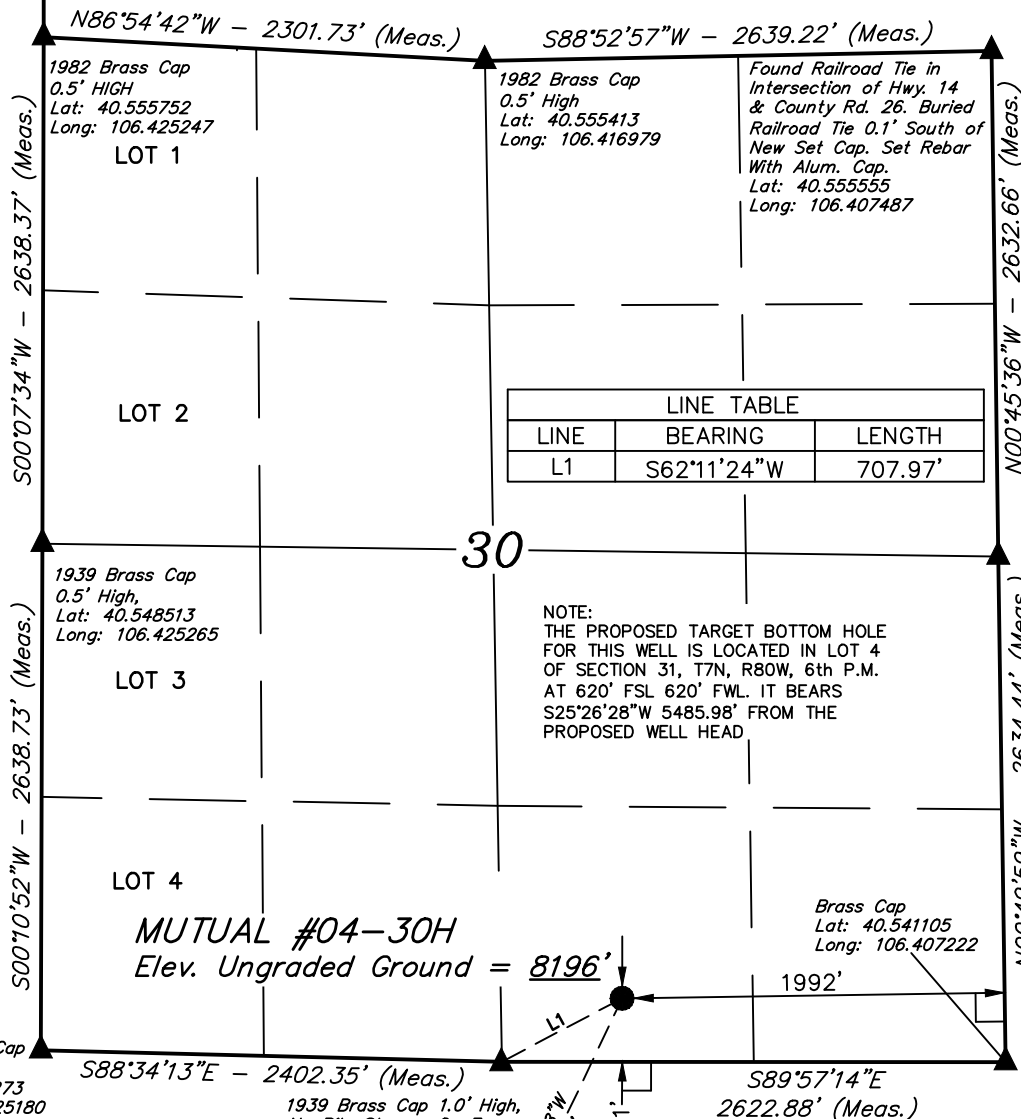 N86°54'42"W - 2301.73' (Meas.)
S88°52'57"W - 2639.22' (Meas.)
1982 Brass Cap
0.5' HIGH
Lat: 40.555752
Long: 106.425247
LOT 1
1982 Brass Cap
0.5' High
Lat: 40.555413
Long: 106.416979
Found Railroad Tie in
Intersection of Hwy. 14
& County Rd. 26. Buried
Railroad Tie 0.1' South of
New Set Cap. Set Rebar
With Alum. Cap.
Lat: 40.555555
Long: 106.407487
S00°07'34"W - 2638.37' (Meas.)
N00°45'36"W - 2632.66' (Meas.)
LOT 2
LINE TABLE
LINE BEARING LENGTH
L1 S62°11'24"W 707.97'
30
1939 Brass Cap
0.5' High,
Lat: 40.548513
Long: 106.425265
LOT 3
NOTE:
THE PROPOSED TARGET BOTTOM HOLE
FOR THIS WELL IS LOCATED IN LOT 4
OF SECTION 31, T7N, R80W, 6th P.M.
AT 620' FSL 620' FWL. IT BEARS
S25°26'28"W 5485.98' FROM THE
PROPOSED WELL HEAD
S00°10'52"W - 2638.73' (Meas.)
2634.44' (Meas.)
LOT 4
MUTUAL #04-30H
Elev. Ungraded Ground = 8196'
Brass Cap
Lat: 40.541105
Long: 106.407222
1992'
L1
Cap
273
25180
S88°34'13"E - 2402.35' (Meas.)
S89°57'14"E
2622.88' (Meas.)
1939 Brass Cap 1.0' High,
"W
1'